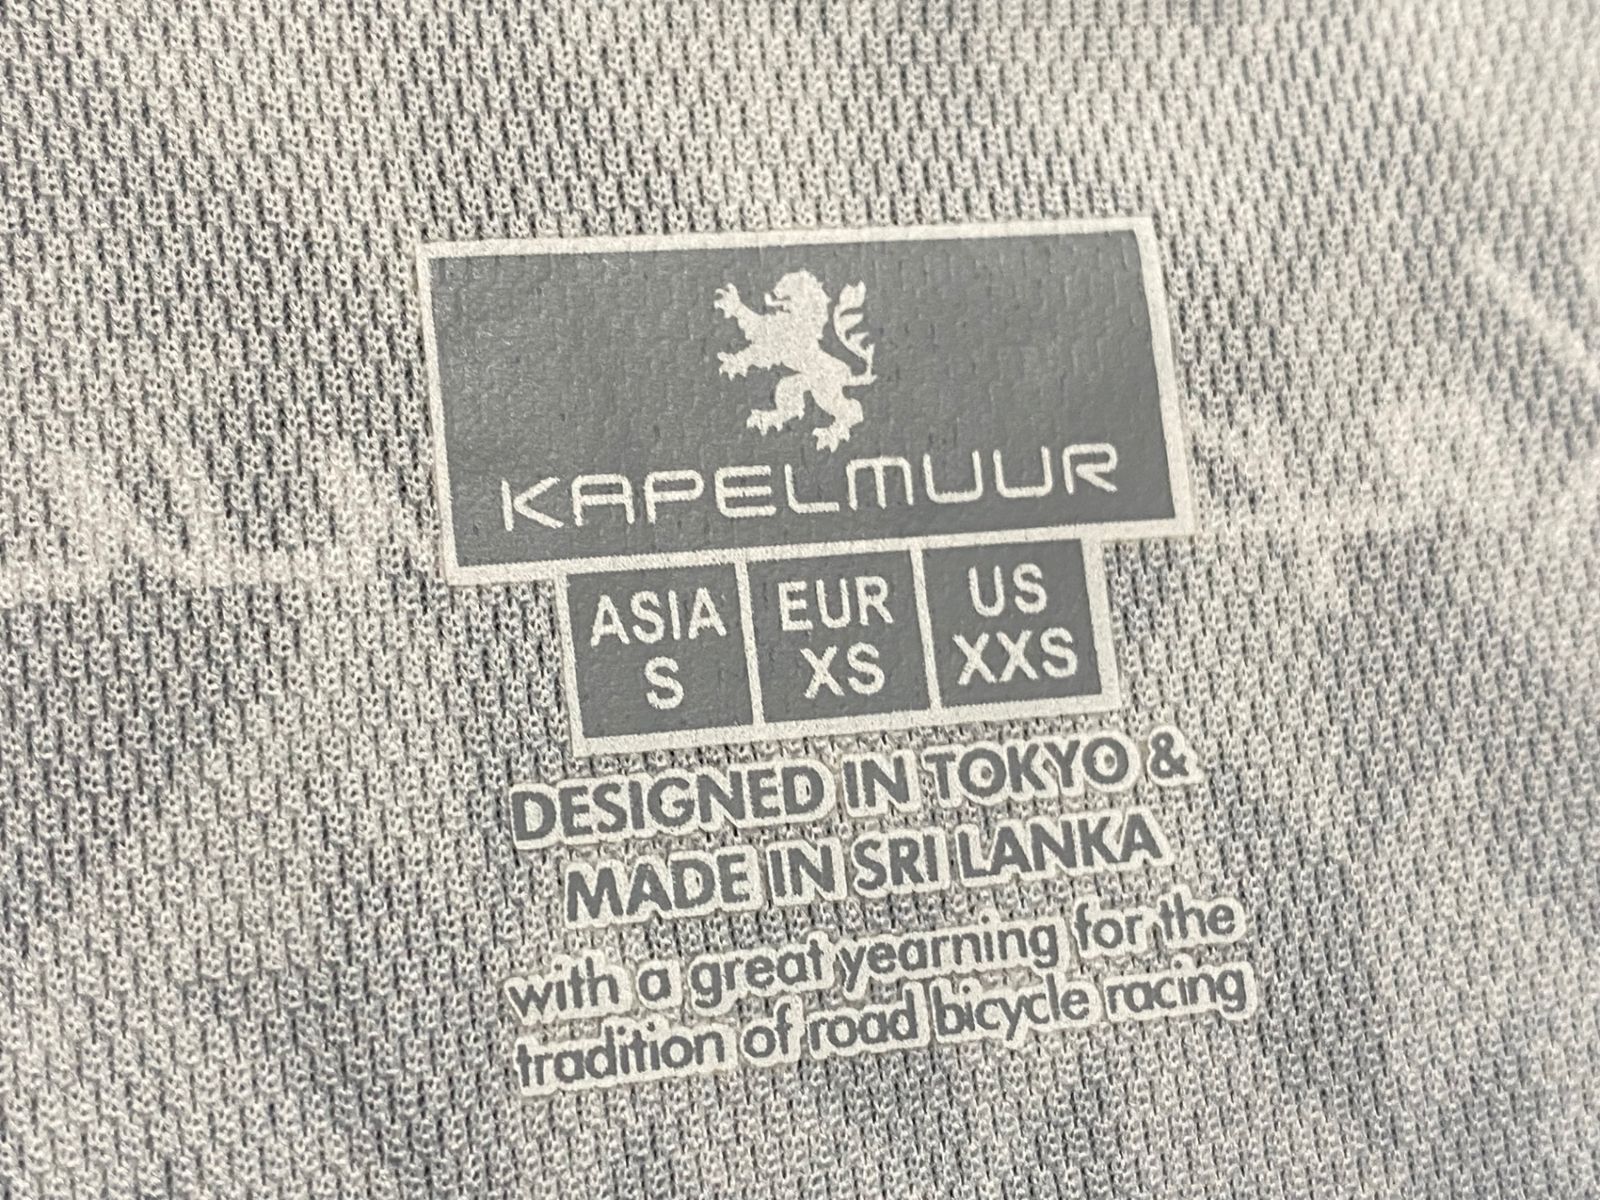 KAPELMUUR
ASIA EUR US
S XS XXS
DESIGNED IN TOKYO &
MADE IN SRI LANKA
with a great yearning for the
tradition of road bicycle racing